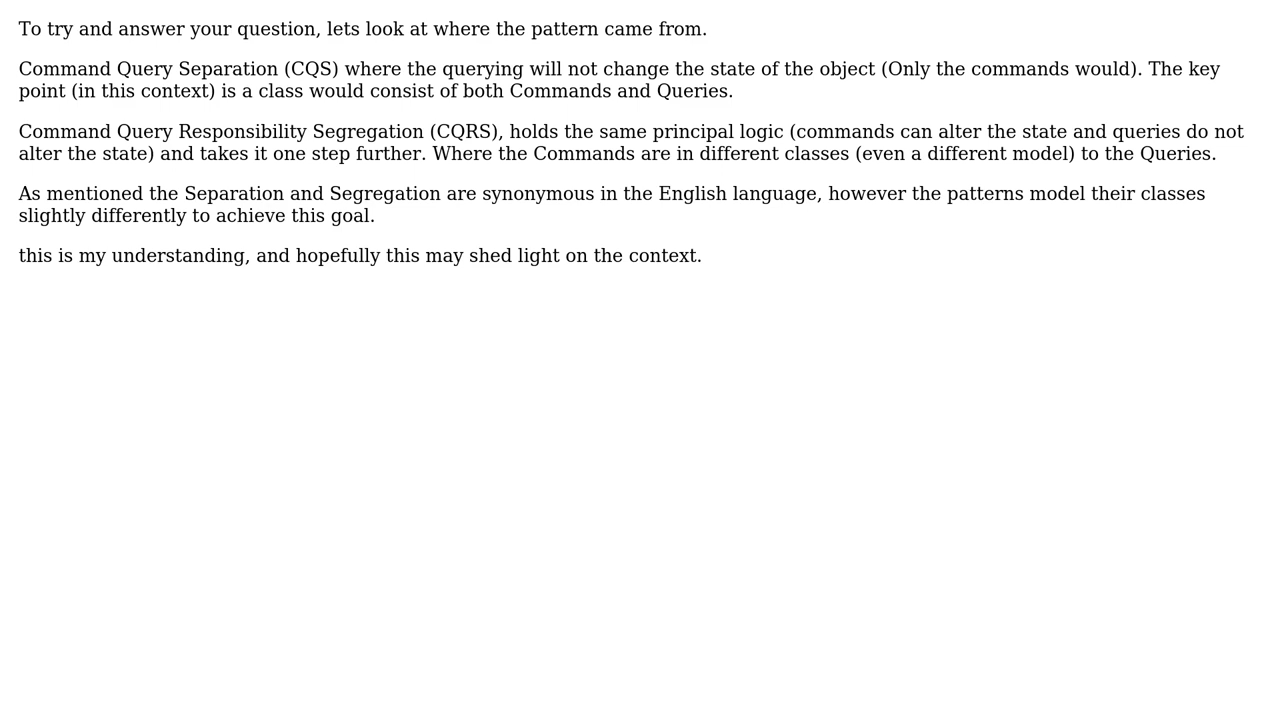 To try and answer your question, lets look at where the pattern came from.
Command Query Separation (CQS) where the querying will not change the state of the object (Only the commands would). The key
point (in this context) is a class would consist of both Commands and Queries.
Command Query Responsibility Segregation (CQRS), holds the same principal logic (commands can alter the state and queries do not
alter the state) and takes it one step further. Where the Commands are in different classes (even a different model) to the Queries.
As mentioned the Separation and Segregation are synonymous in the English language, however the patterns model their classes
slightly differently to achieve this goal.
this is my understanding, and hopefully this may shed light on the context.